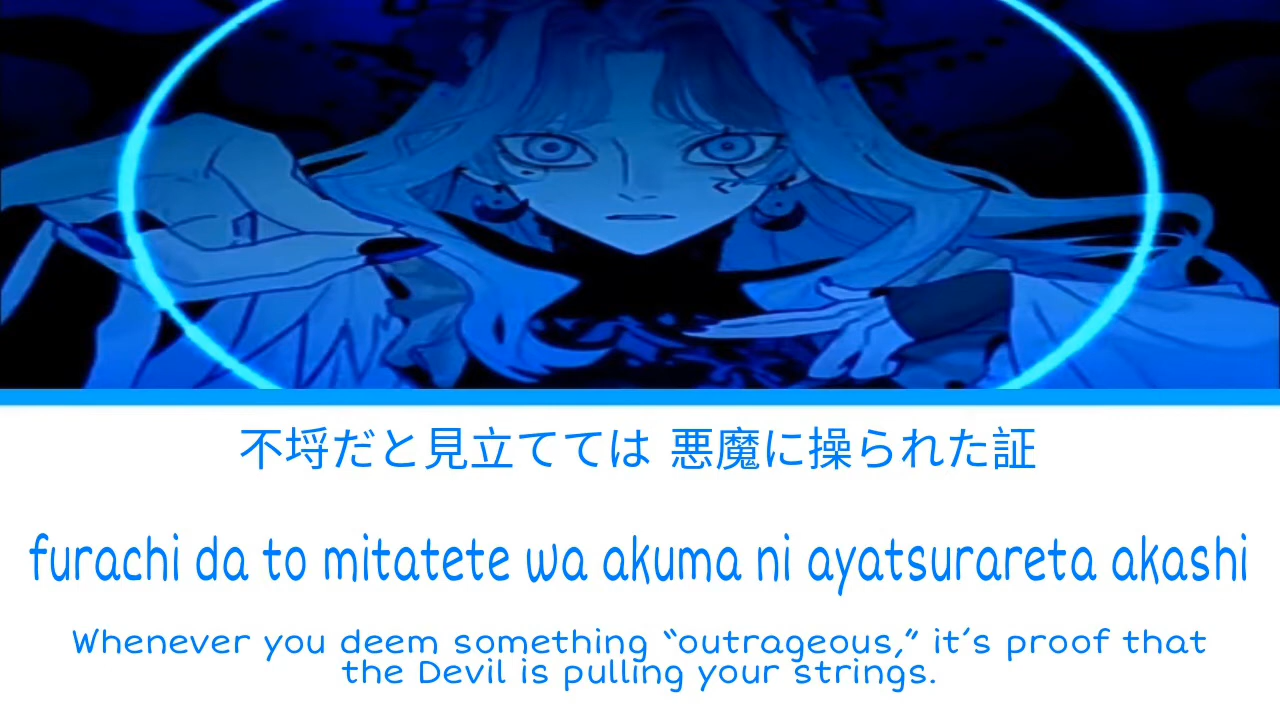 不埒だと見立てては 悪魔に操られた証
furachi da to mitatete wa akuma ni ayatsurareta akashi
Whenever you deem something “outrageous,” it’s proof that
the Devil is pulling your strings.